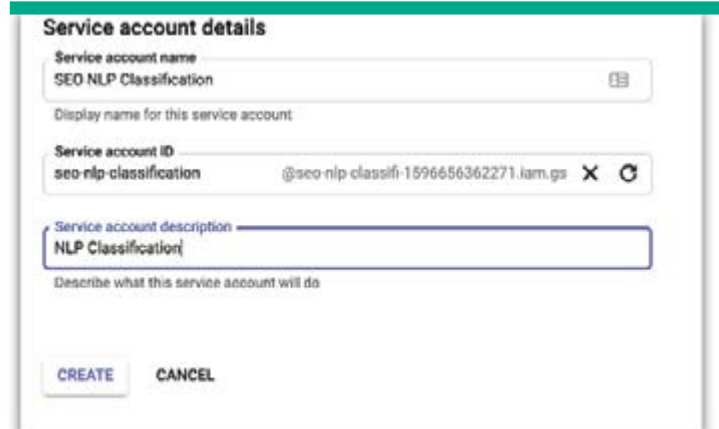 Service account details
Service account name
SEO NLP Classification
Display name for this service account
Service account ID
seo-nlp-classification @seo-nlp-classifi-1596656362271.iam.gs
Service account description
NLP Classification
Describe what this service account will do
CREATE CANCEL